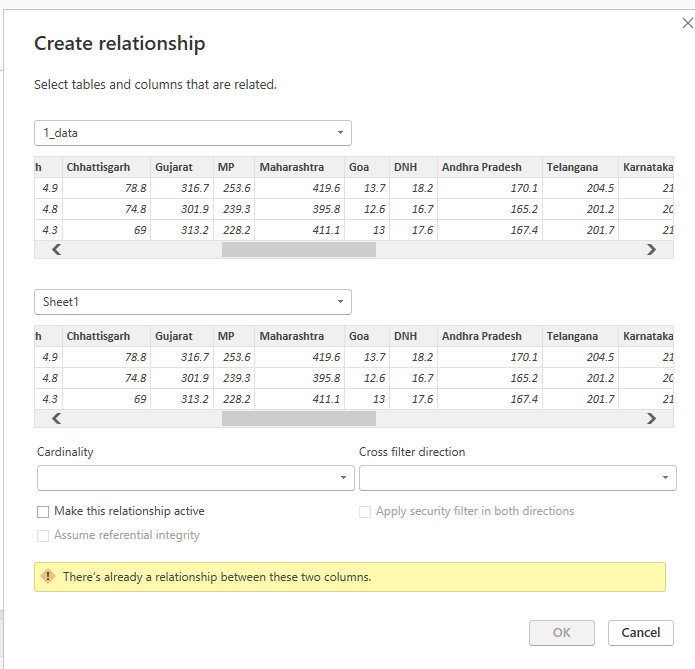 Create relationship
Select tables and columns that are related.
1_data
h Chhattisgarh Gujarat MP Maharashtra Goa DNH Andhra Pradesh Telangana Karnataka
4.9 78.8 316.7 253.6 419.6 13.7 18.2 170.1 204.5 21
4.8 74.8 301.9 239.3 395.8 12.6 16.7 165.2 201.2 20
4.3 69 313.2 228.2 411.1 13 17.6 167.4 201.7 21
Sheet1
h Chhattisgarh Gujarat MP Maharashtra Goa DNH Andhra Pradesh Telangana Karnataka
4.9 78.8 316.7 253.6 419.6 13.7 18.2 170.1 204.5 21
4.8 74.8 301.9 239.3 395.8 12.6 16.7 165.2 201.2 20
4.3 69 313.2 228.2 411.1 13 17.6 167.4 201.7 21
Cardinality Cross filter direction
Make this relationship active Apply security filter in both directions
Assume referential integrity
There's already a relationship between these two columns.
OK Cancel